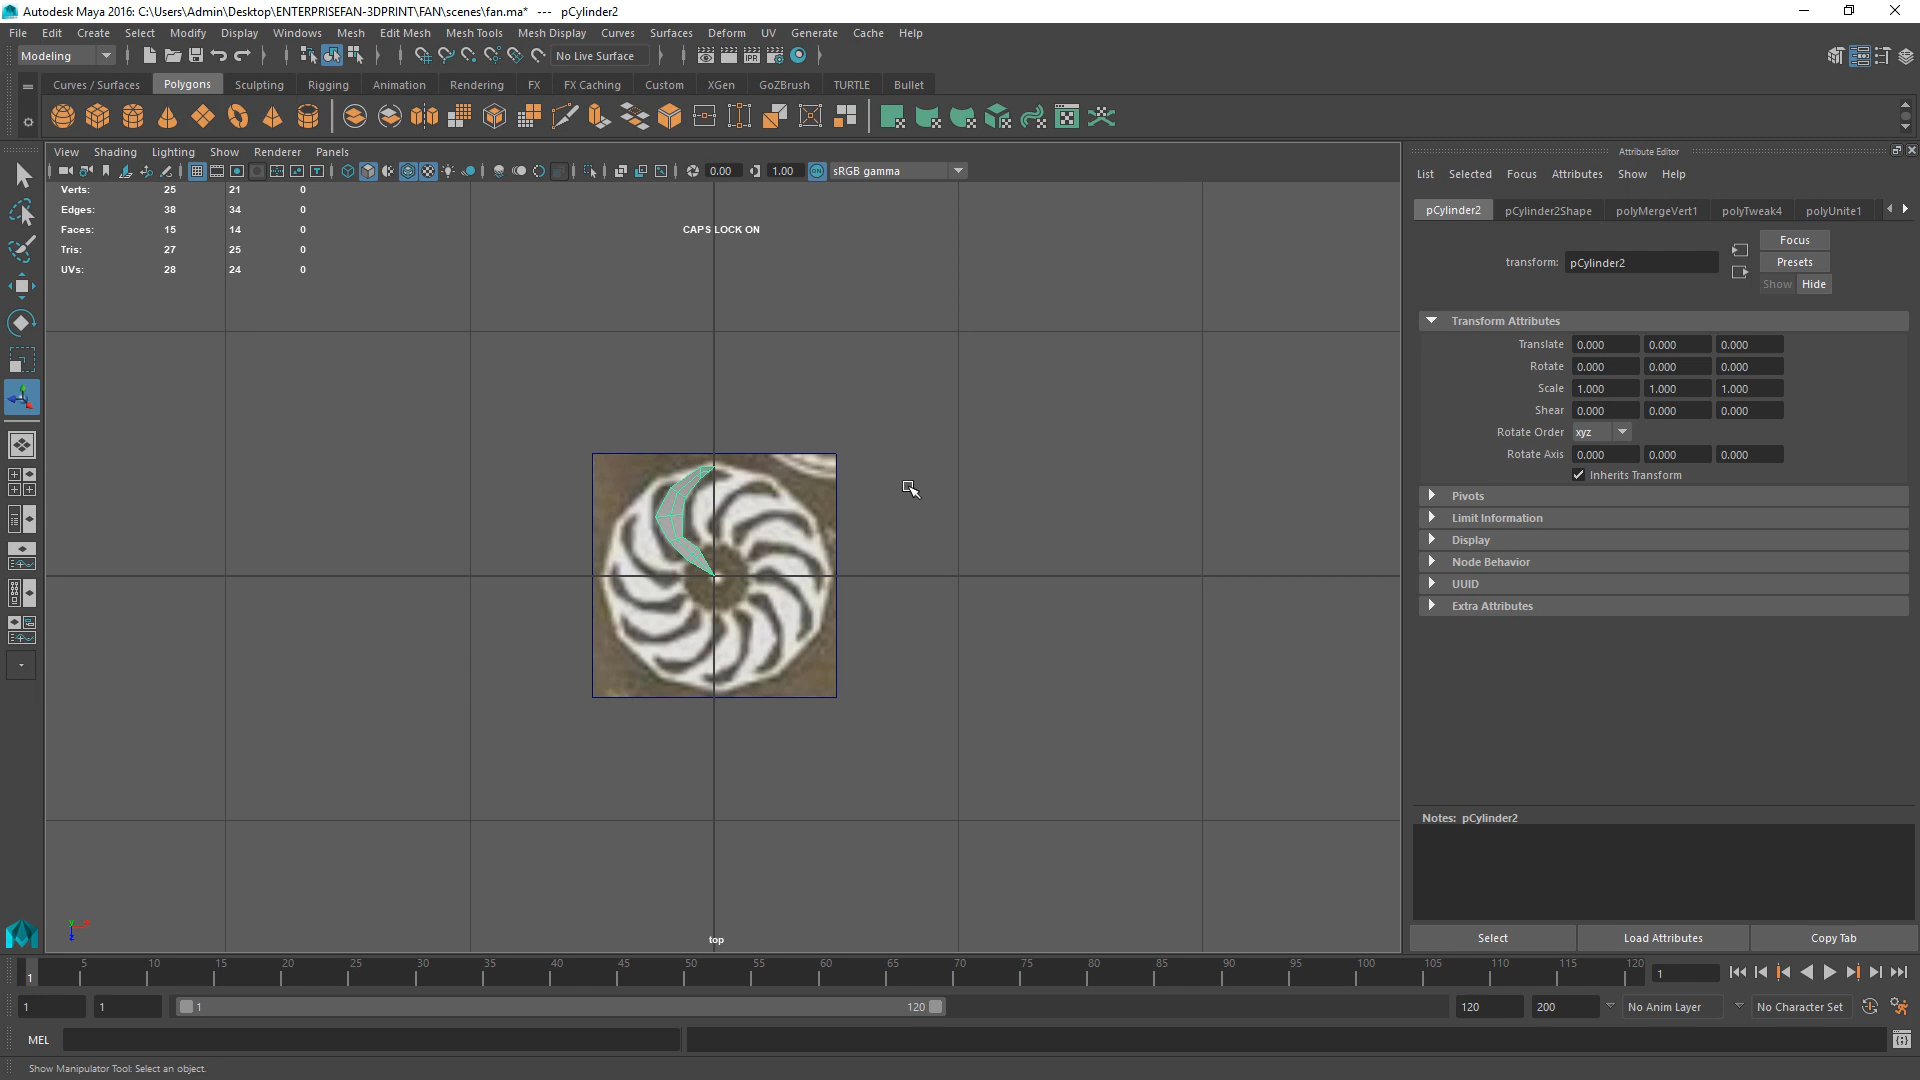 Autodesk Maya 2016: C:\Users\Admin\Desktop\ENTERPRISEFAN-3DPRINT\FAN\scenes\fan.ma*   ---   pCylinder2
File Edit Create Select Modify Display Windows Mesh Edit Mesh Mesh Tools Mesh Display Curves Surfaces Deform UV Generate Cache Help
Modeling No Live Surface
Curves / Surfaces Polygons Sculpting Rigging Animation Rendering FX FX Caching Custom XGen GoZBrush TURTLE Bullet
View Shading Lighting Show Renderer Panels
0.00 1.00 ON sRGB gamma
Verts: 25 21 0
Edges: 38 34 0
Faces: 15 14 0
Tris: 27 25 0
UVs: 28 24 0
CAPS LOCK ON
top
Attribute Editor
List Selected Focus Attributes Show Help
pCylinder2 pCylinder2Shape polyMergeVert1 polyTweak4 polyUnite1
transform: pCylinder2
Focus
Presets
Show Hide
Transform Attributes
Translate 0.000 0.000 0.000
Rotate 0.000 0.000 0.000
Scale 1.000 1.000 1.000
Shear 0.000 0.000 0.000
Rotate Order xyz
Rotate Axis 0.000 0.000 0.000
Inherits Transform
Pivots
Limit Information
Display
Node Behavior
UUID
Extra Attributes
Notes: pCylinder2
Select Load Attributes Copy Tab
1 5 10 15 20 25 30 35 40 45 50 55 60 65 70 75 80 85 90 95 100 105 110 115 120 1
1 1 1 120 120 200 No Anim Layer No Character Set
MEL
Show Manipulator Tool: Select an object.